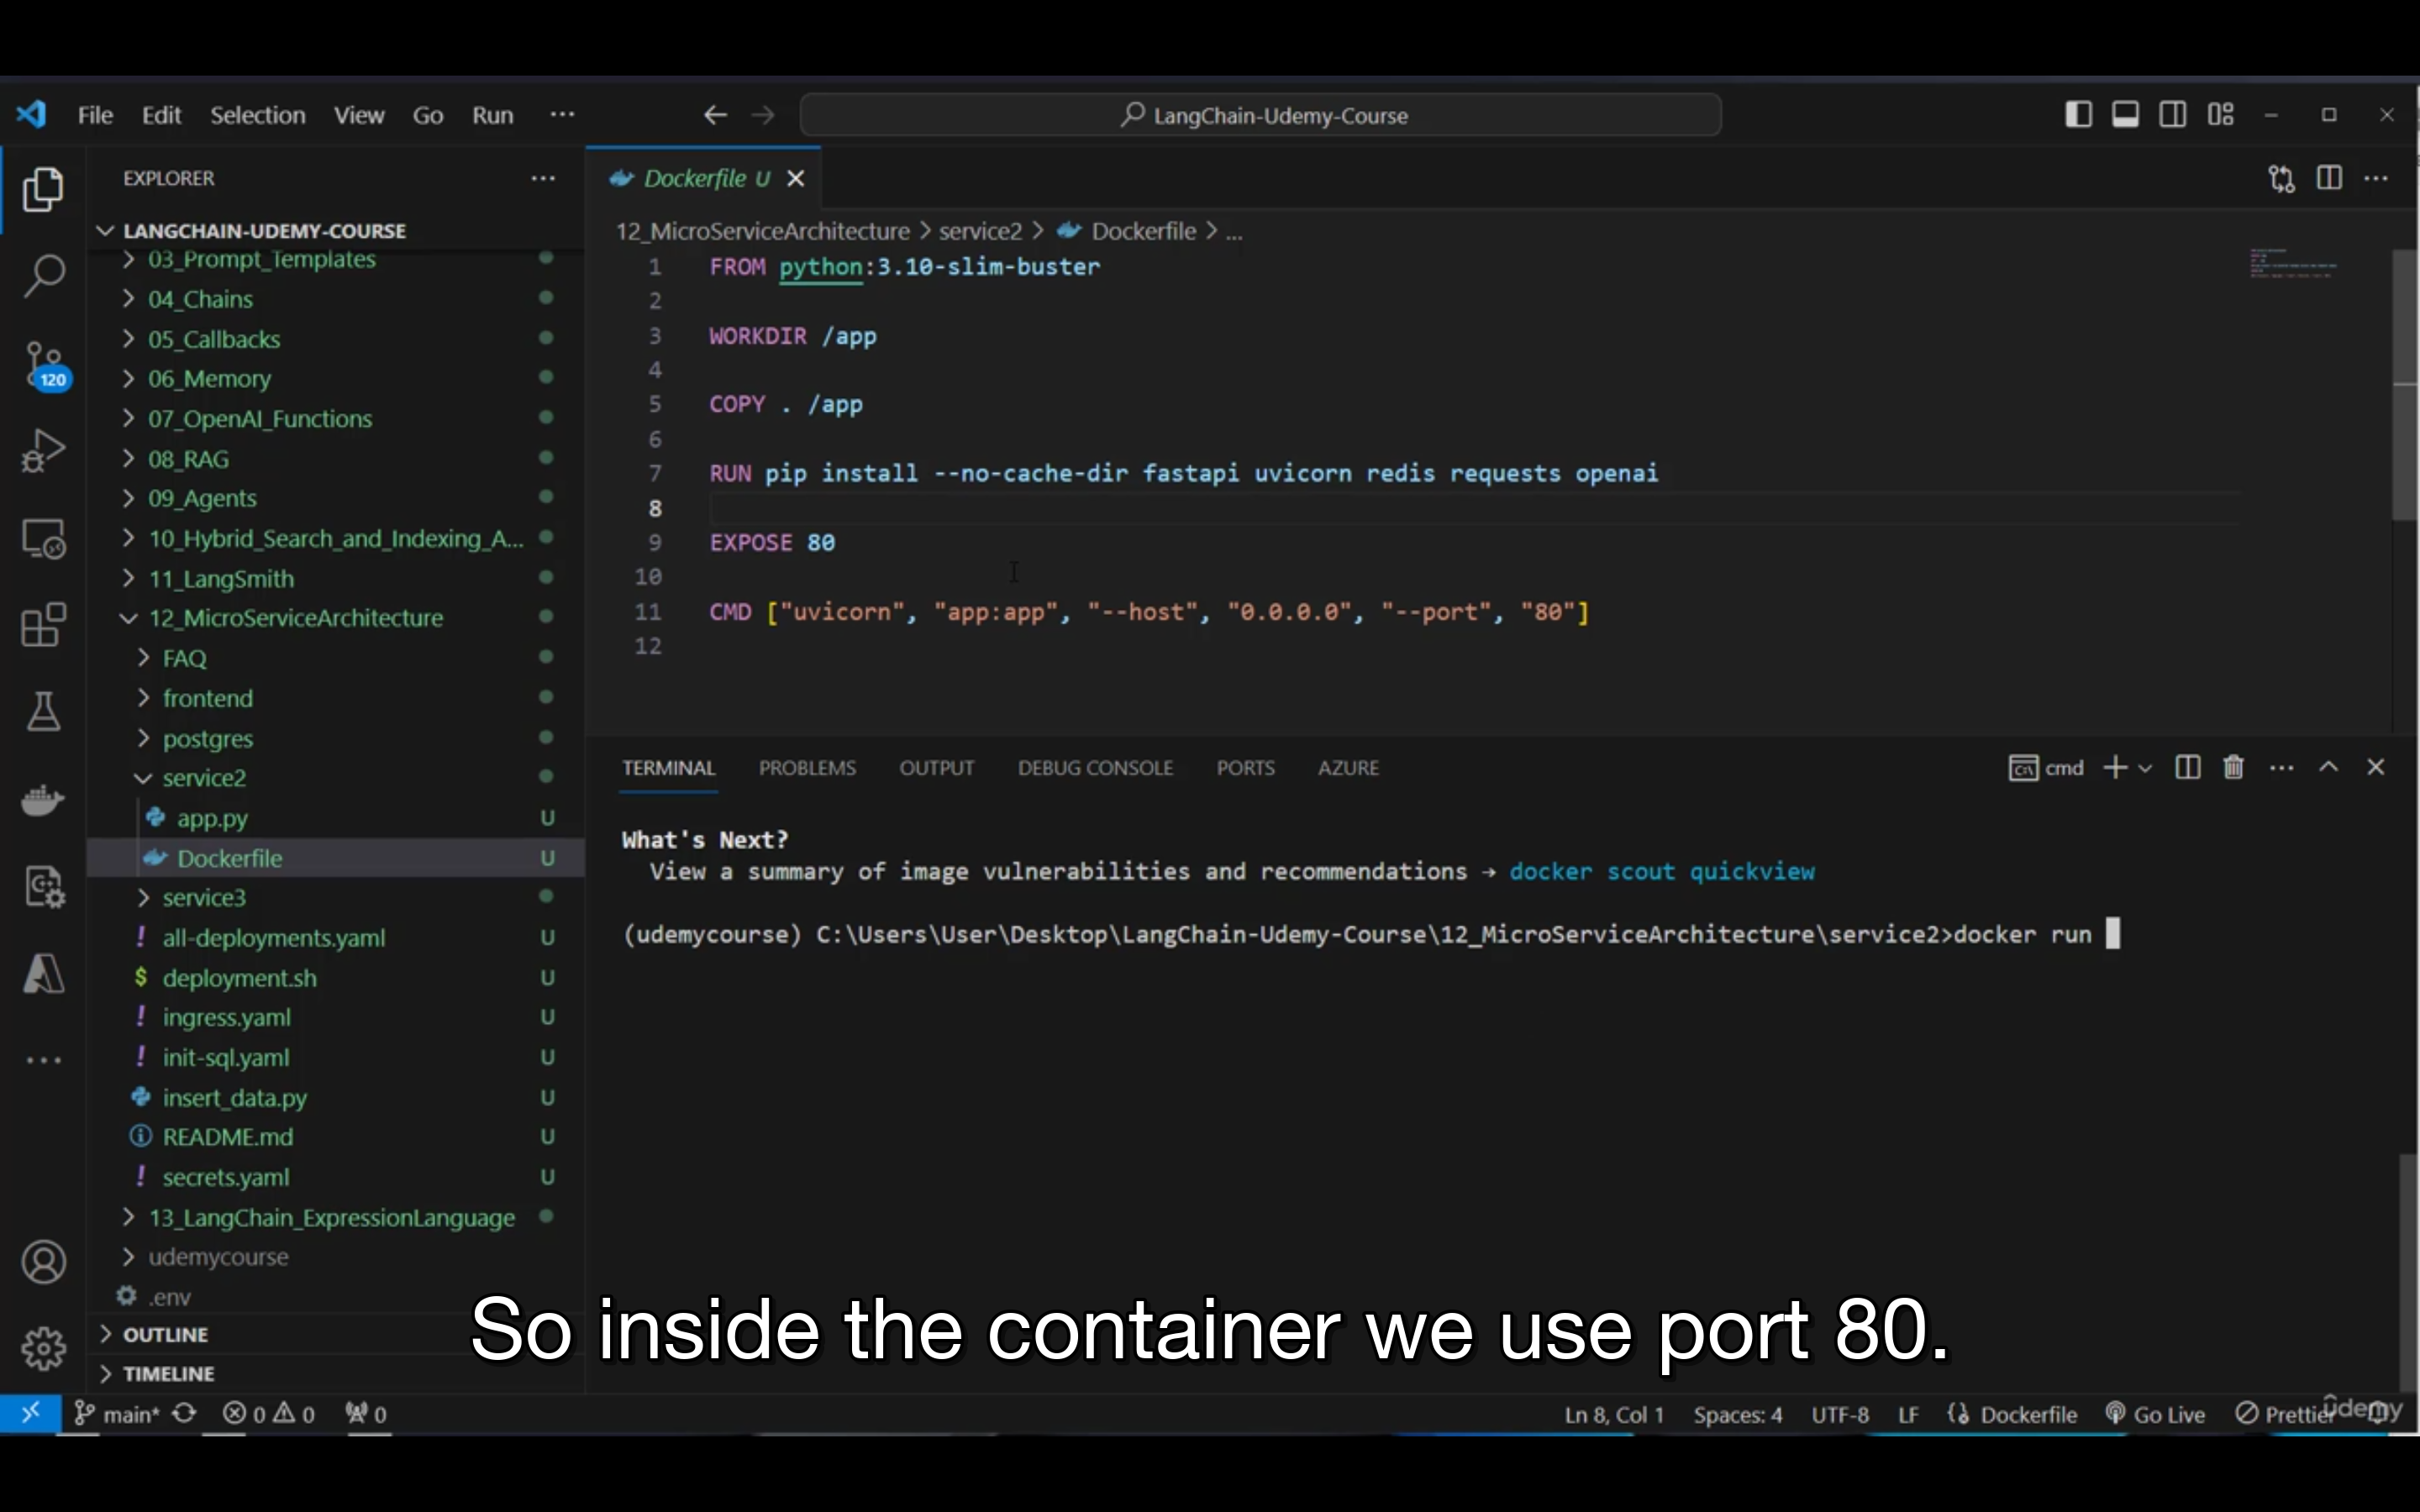 File Edit Selection View Go Run ...
LangChain-Udemy-Course
EXPLORER
LANGCHAIN-UDEMY-COURSE
03_Prompt_Templates
04_Chains
05_Callbacks
06_Memory
07_OpenAI_Functions
08_RAG
09_Agents
10_Hybrid_Search_and_Indexing_A...
11_LangSmith
12_MicroServiceArchitecture
FAQ
frontend
postgres
service2
app.py U
Dockerfile U
service3
! all-deployments.yaml U
$ deployment.sh U
! ingress.yaml U
! init-sql.yaml U
insert_data.py U
README.md U
! secrets.yaml U
13_LangChain_ExpressionLanguage
udemycourse
.env
OUTLINE
TIMELINE
120
Dockerfile U
12_MicroServiceArchitecture > service2 > Dockerfile > ...
1 FROM python:3.10-slim-buster
2
3 WORKDIR /app
4
5 COPY . /app
6
7 RUN pip install --no-cache-dir fastapi uvicorn redis requests openai
8
9 EXPOSE 80
10
11 CMD ["uvicorn", "app:app", "--host", "0.0.0.0", "--port", "80"]
12
TERMINAL PROBLEMS OUTPUT DEBUG CONSOLE PORTS AZURE
cmd
What's Next?
View a summary of image vulnerabilities and recommendations → docker scout quickview
(udemycourse) C:\Users\User\Desktop\LangChain-Udemy-Course\12_MicroServiceArchitecture\service2>docker run
So inside the container we use port 80.
main* 0 0 0
Ln 8, Col 1 Spaces: 4 UTF-8 LF Dockerfile Go Live Prettier
udemy